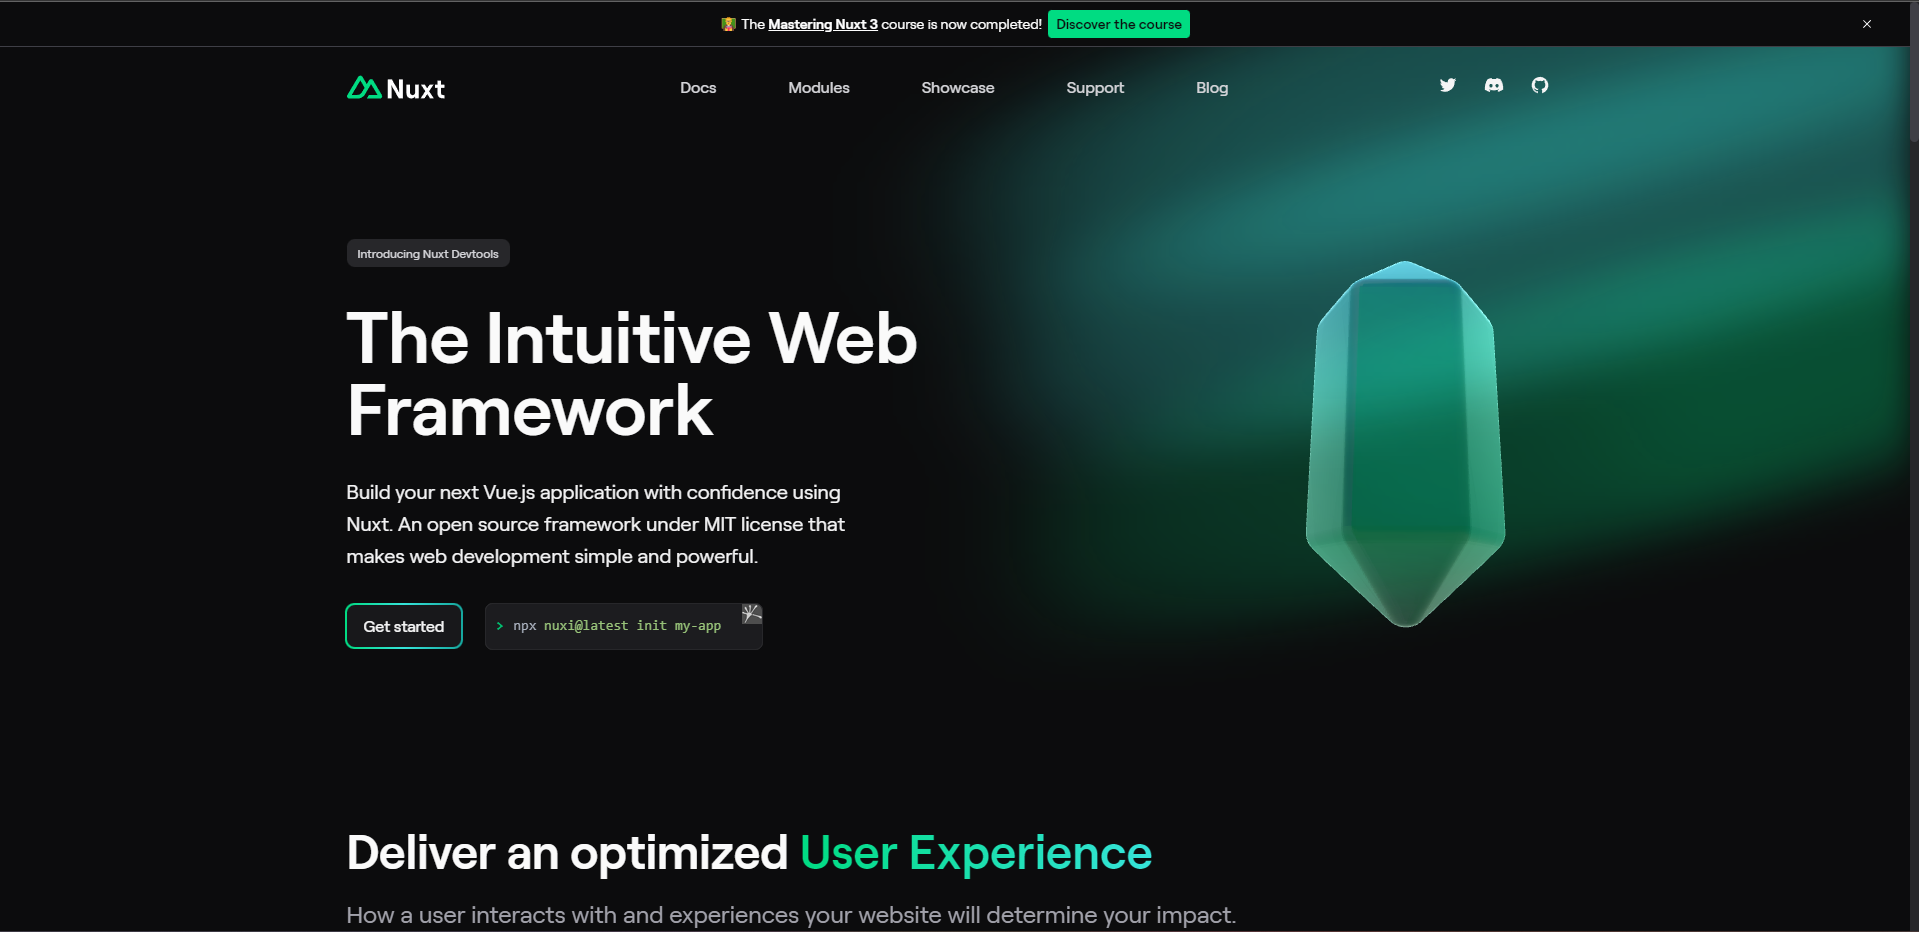 The Mastering Nuxt 3 course is now completed! Discover the course
Nuxt Docs Modules Showcase Support Blog
Introducing Nuxt Devtools
The Intuitive Web
Framework
Build your next Vue.js application with confidence using
Nuxt. An open source framework under MIT license that
makes web development simple and powerful.
Get started > npx nuxi@latest init my-app
Deliver an optimized User Experience
How a user interacts with and experiences your website will determine your impact.